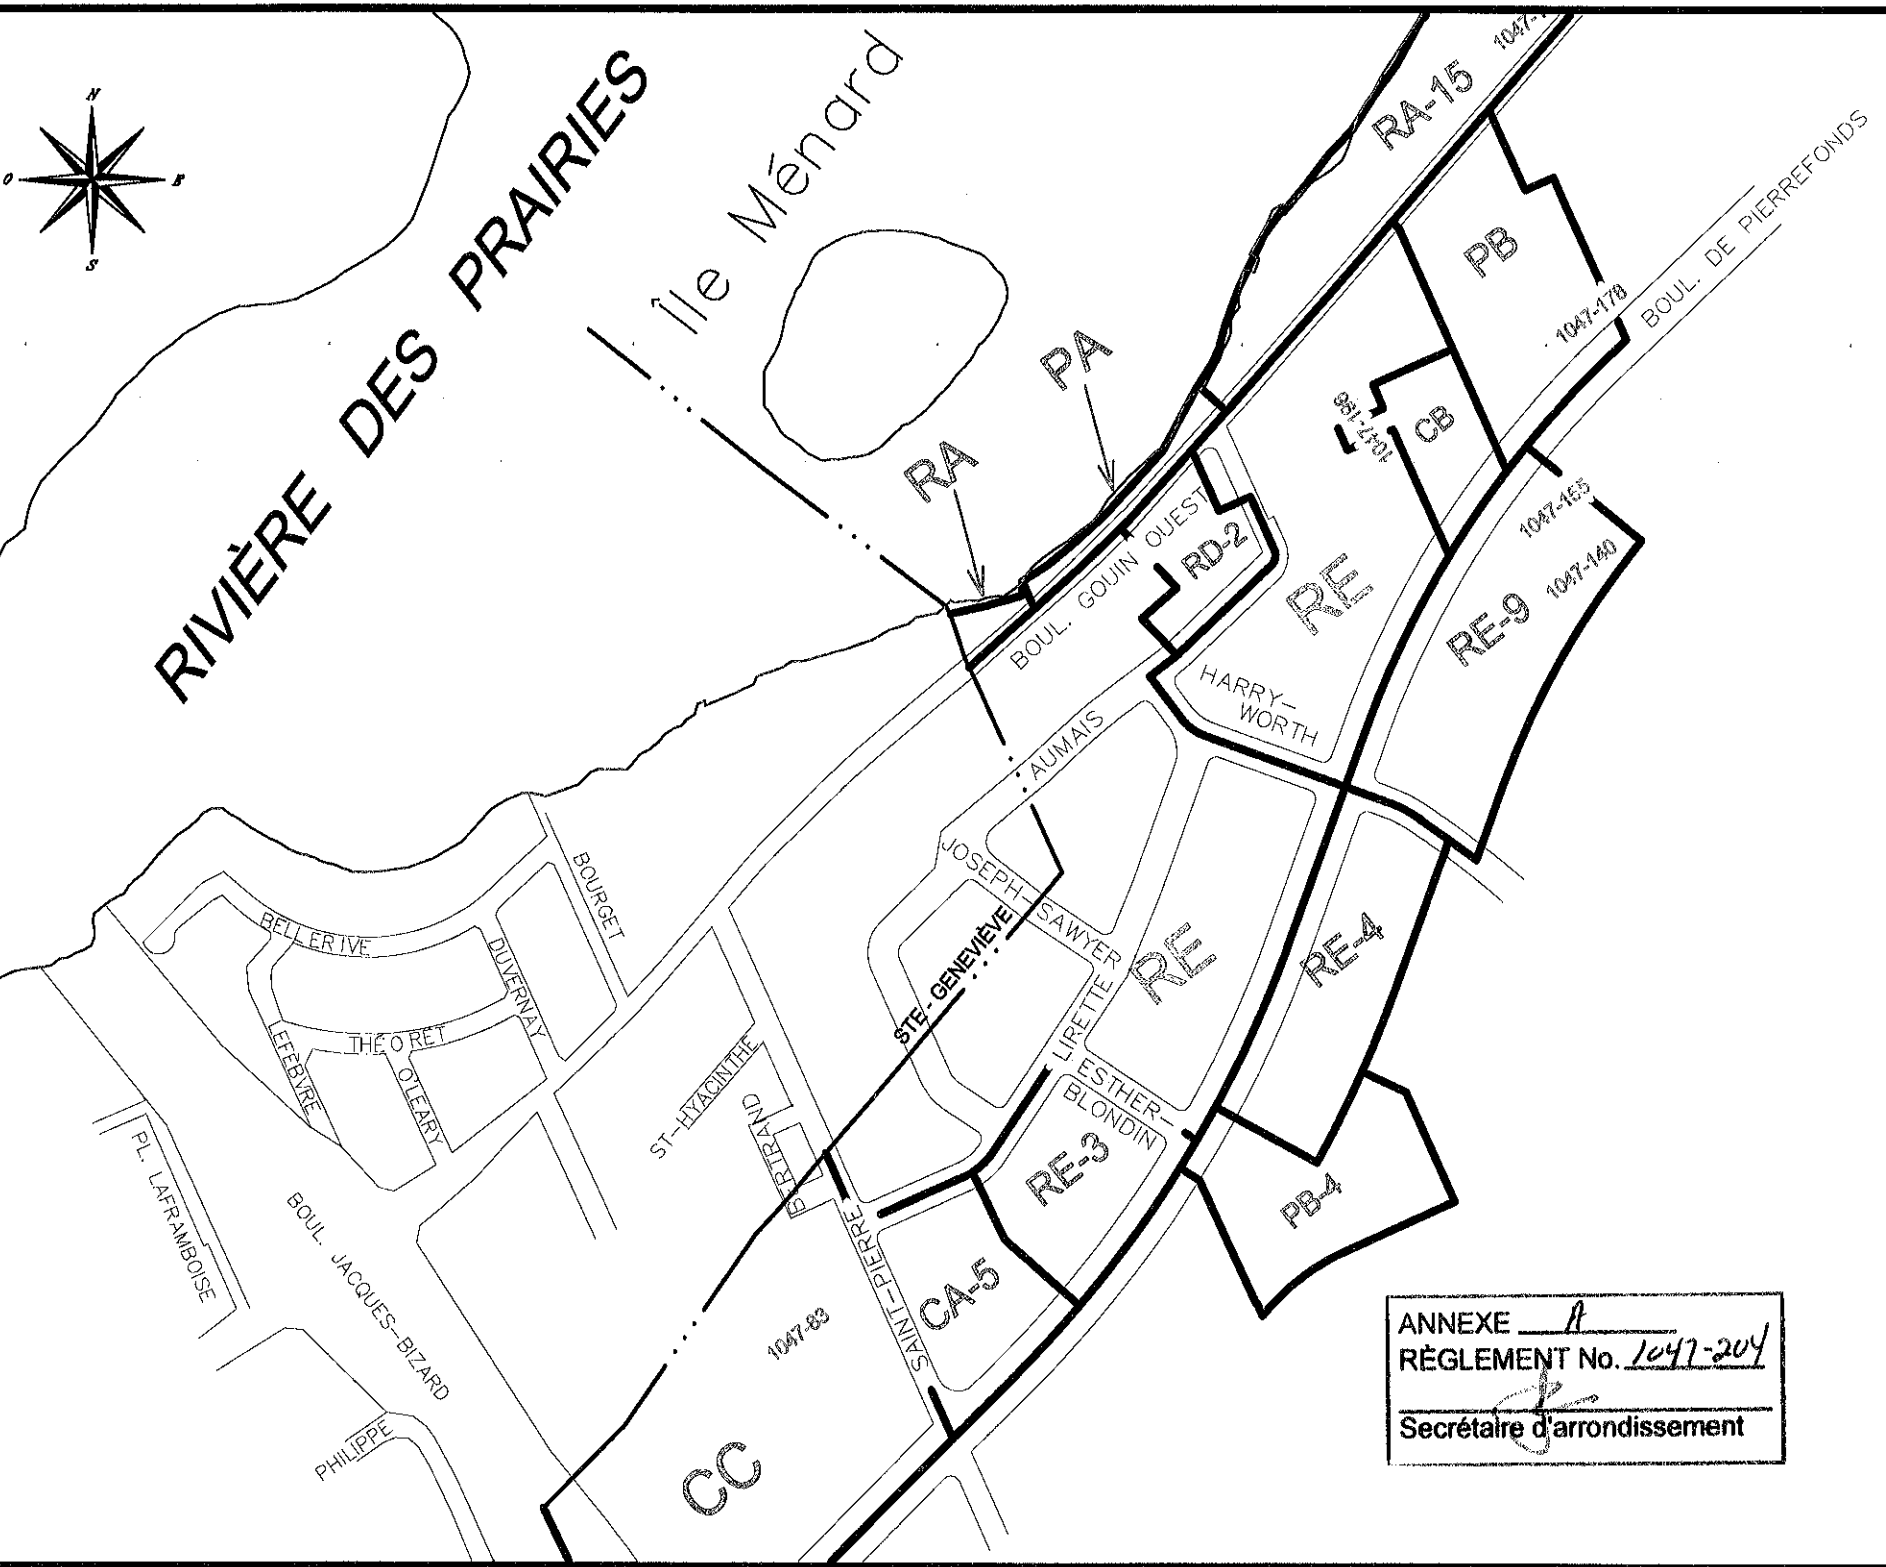 N
O
E
S
RIVIÈRE DES PRAIRIES
Île Ménard
RA-15
PB
1047-178
BOUL. DE PIERREFONDS
PA
RA
CB
BOUL. GOUIN OUEST
RD-2
RE
1047-165
1047-140
RE-9
HARRY-
WORTH
AUMAIS
JOSEPH-SAWYER
STE-GENEVIÈVE
RE
RE-4
LIRETTE
ESTHER-
BLONDIN
RE-3
PB-4
CA-5
SAINT-PIERRE
1047-83
CC
BOURGET
BELLERIVE
DUVERNAY
THÉORET
LEFEBVRE
O'LEARY
ST-HYACINTHE
BERTRAND
PL. LAFRAMBOISE
BOUL. JACQUES-BIZARD
PHILIPPE
ANNEXE A
RÈGLEMENT No. 1047-204
Secrétaire d'arrondissement